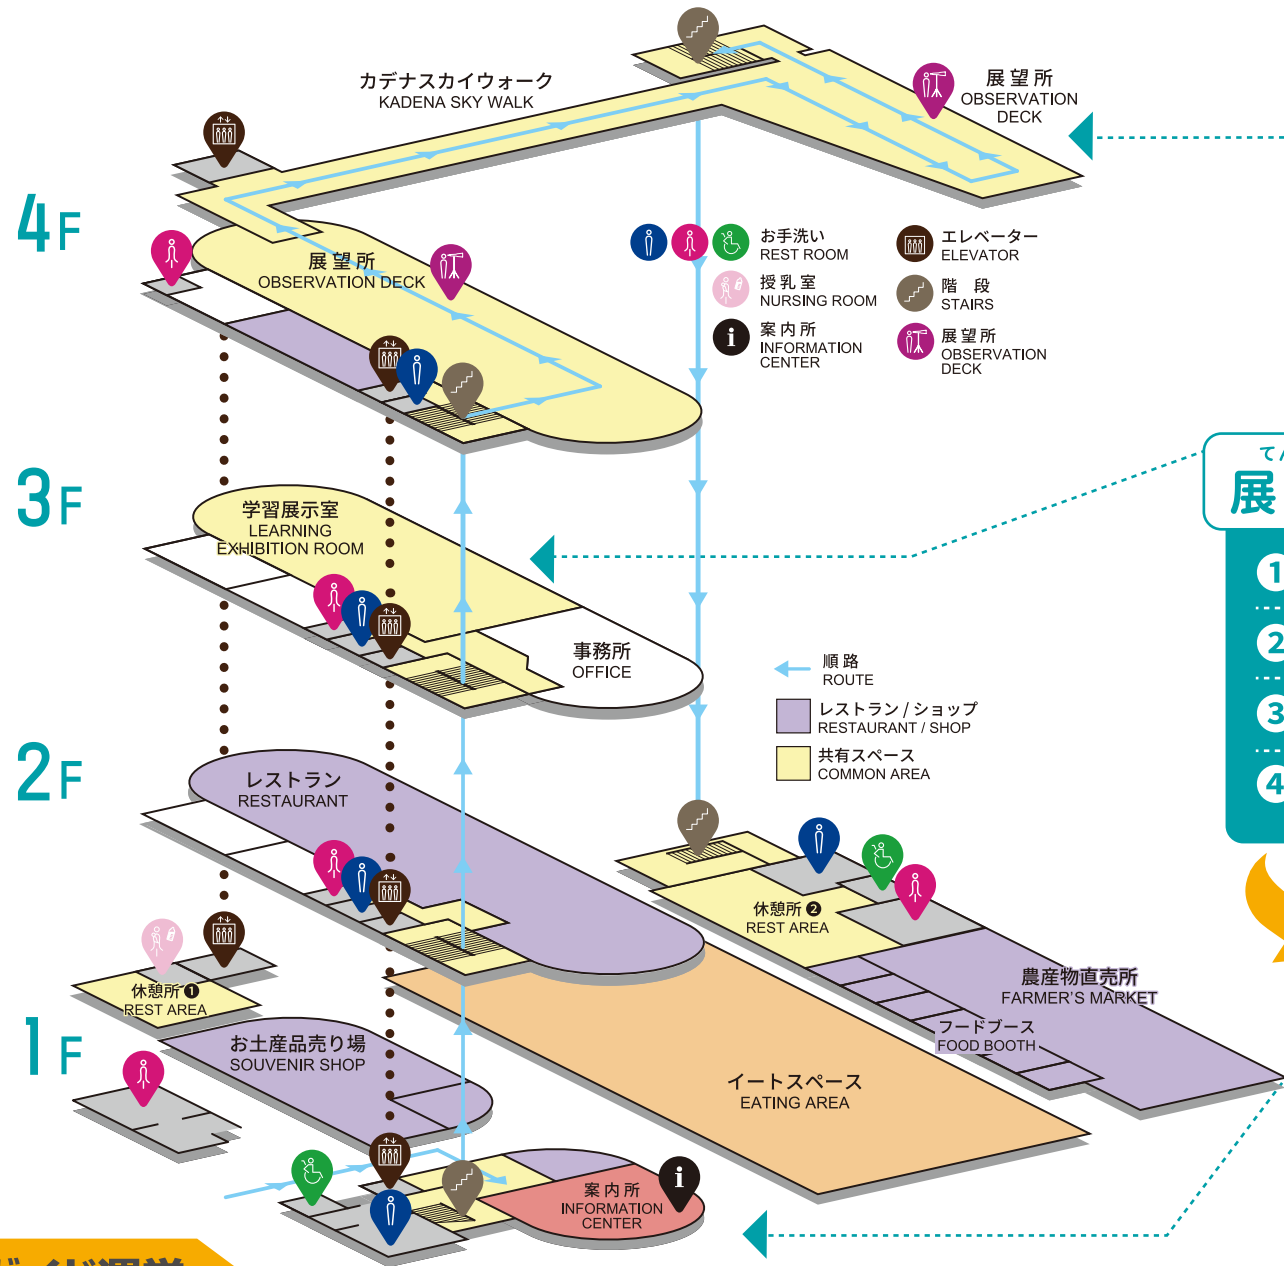 カデナスカイウォーク
KADENA SKY WALK
展望所
OBSERVATION
DECK
4F
展望所
OBSERVATION DECK
お手洗い
REST ROOM
エレベーター
ELEVATOR
授乳室
NURSING ROOM
階 段
STAIRS
i
案内所
INFORMATION
CENTER
展望所
OBSERVATION
DECK
3F
学習展示室
LEARNING
EXHIBITION ROOM
事務所
OFFICE
順路
ROUTE
レストラン / ショップ
RESTAURANT / SHOP
共有スペース
COMMON AREA
て
展
1
2
3
4
2F
レストラン
RESTAURANT
休憩所 ❷
REST AREA
農産物直売所
FARMER'S MARKET
フードブース
FOOD BOOTH
休憩所 ❶
REST AREA
1F
お土産品売り場
SOUVENIR SHOP
イートスペース
EATING AREA
案内所
INFORMATION
CENTER
i